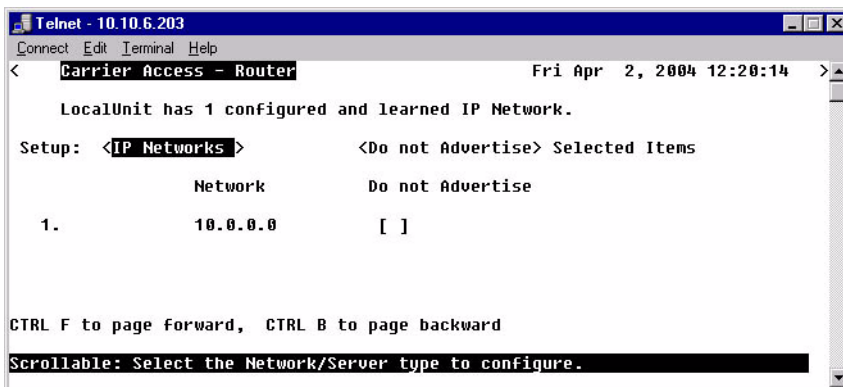 Telnet - 10.10.6.203
Connect Edit Terminal Help
< Carrier Access - Router Fri Apr 2, 2004 12:20:14 >
LocalUnit has 1 configured and learned IP Network.
Setup: <IP Networks > <Do not Advertise> Selected Items
Network Do not Advertise
1. 10.0.0.0 [ ]
CTRL F to page forward, CTRL B to page backward
Scrollable: Select the Network/Server type to configure.